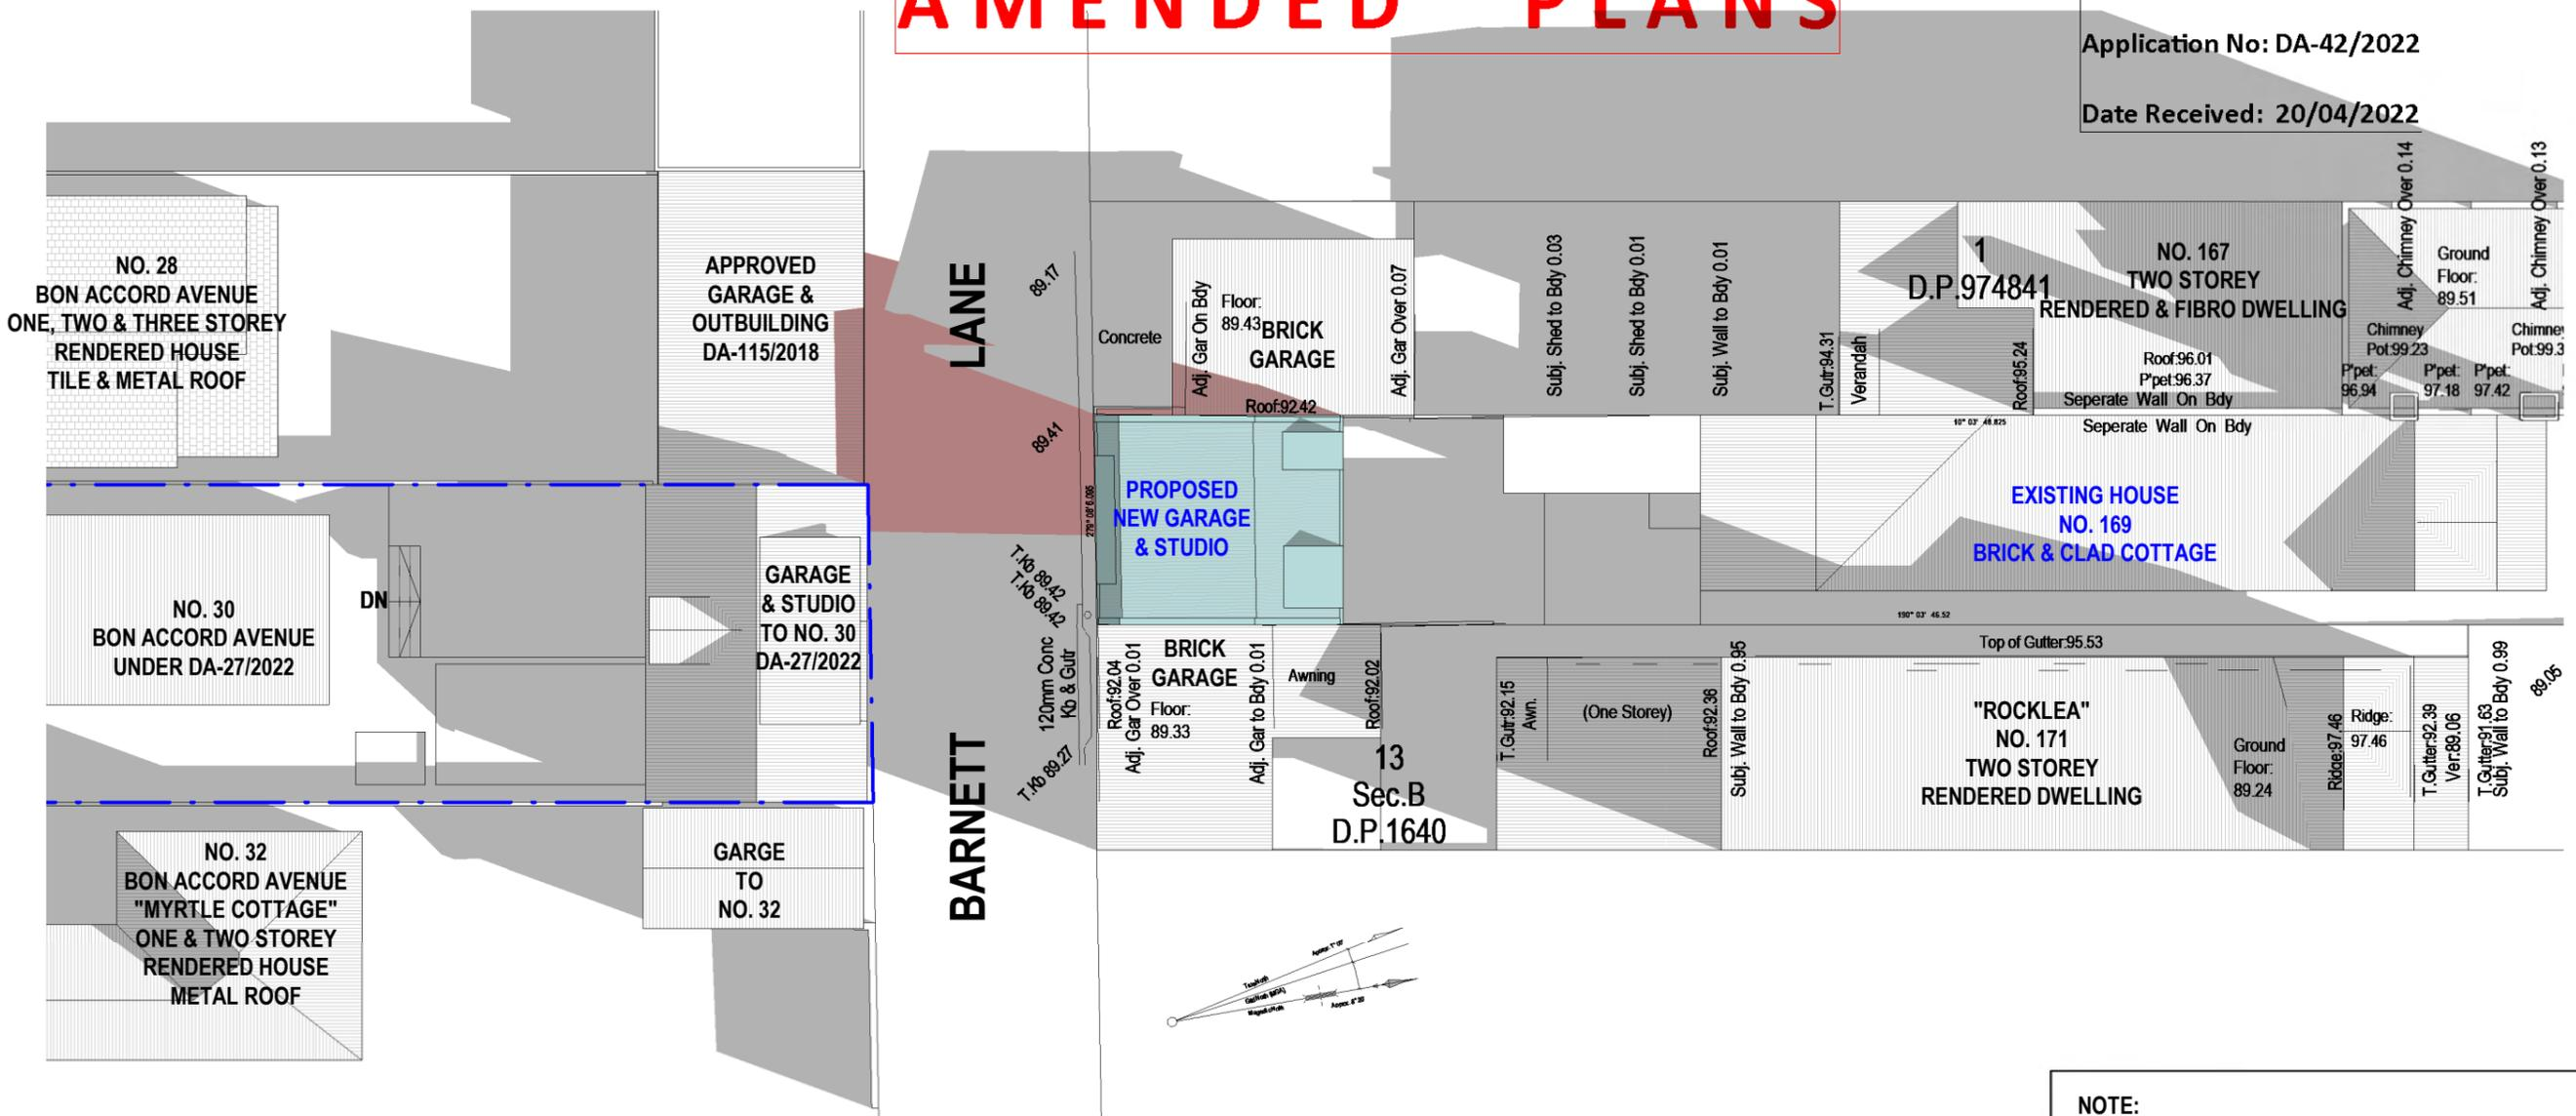 AMENDED PLANS
Application No: DA-42/2022
Date Received: 20/04/2022
NO. 28
BON ACCORD AVENUE
ONE, TWO & THREE STOREY
RENDERED HOUSE
TILE & METAL ROOF
APPROVED
GARAGE &
OUTBUILDING
DA-115/2018
LANE
89.17
89.41
Concrete
Adj. Gar On Bdy
Floor:
89.43
BRICK
GARAGE
Adj. Gar Over 0.07
Roof:92.42
Subj. Shed to Bdy 0.03
Subj. Shed to Bdy 0.01
Subj. Wall to Bdy 0.01
T.Gutr:94.31
Verandah
1
D.P.974841
Roof:95.24
NO. 167
TWO STOREY
RENDERED & FIBRO DWELLING
Roof:96.01
P'pet:96.37
Seperate Wall On Bdy
Seperate Wall On Bdy
Adj. Chimney Over 0.14
Adj. Chimney Over 0.13
Ground
Floor:
89.51
Chimney
Pot:99.23
Chimney
Pot:99.3
P'pet:
96.94
P'pet:
97.18
P'pet:
97.42
PROPOSED
NEW GARAGE
& STUDIO
EXISTING HOUSE
NO. 169
BRICK & CLAD COTTAGE
190° 03' 46.52
NO. 30
BON ACCORD AVENUE
UNDER DA-27/2022
DN
GARAGE
& STUDIO
TO NO. 30
DA-27/2022
T.Kb 89.42
T.Kb 89.42
120mm Conc
Kb & Gutr
T.Kb 89.27
BARNETT
Roof:92.04
Adj. Gar Over 0.01
BRICK
GARAGE
Floor:
89.33
Adj. Gar to Bdy 0.01
Awning
Roof:92.02
13
Sec.B
D.P.1640
T.Gutr:92.15
Awn.
(One Storey)
Roof:92.36
Subj. Wall to Bdy 0.95
Top of Gutter:95.53
"ROCKLEA"
NO. 171
TWO STOREY
RENDERED DWELLING
Ground
Floor:
89.24
Ridge:97.46
Ridge:
97.46
T.Gutter:92.39
Ver:89.06
T.Gutter:91.63
Subj. Wall to Bdy 0.99
89.05
NO. 32
BON ACCORD AVENUE
"MYRTLE COTTAGE"
ONE & TWO STOREY
RENDERED HOUSE
METAL ROOF
GARGE
TO
NO. 32
NOTE: